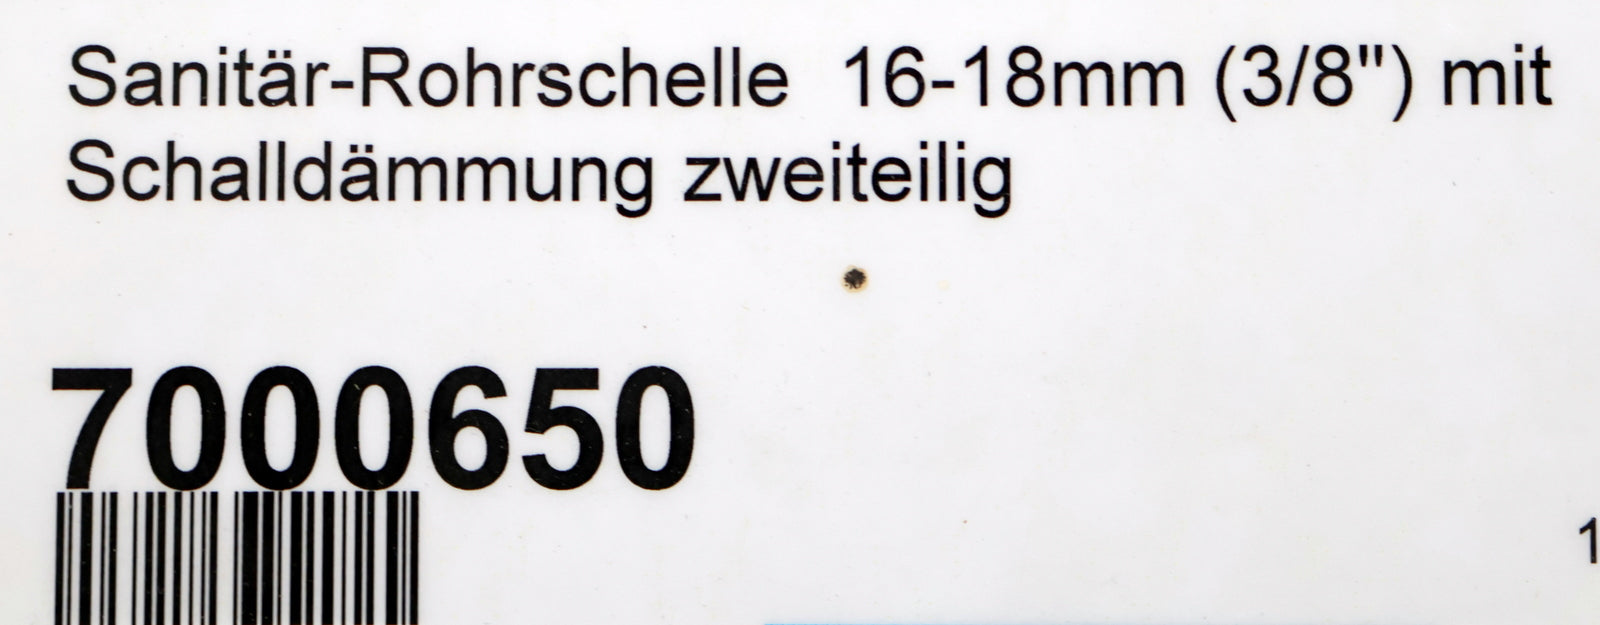 Sanitär-Rohrschelle  16-18mm (3/8") mit
Schalldämmung zweiteilig
7000650
1